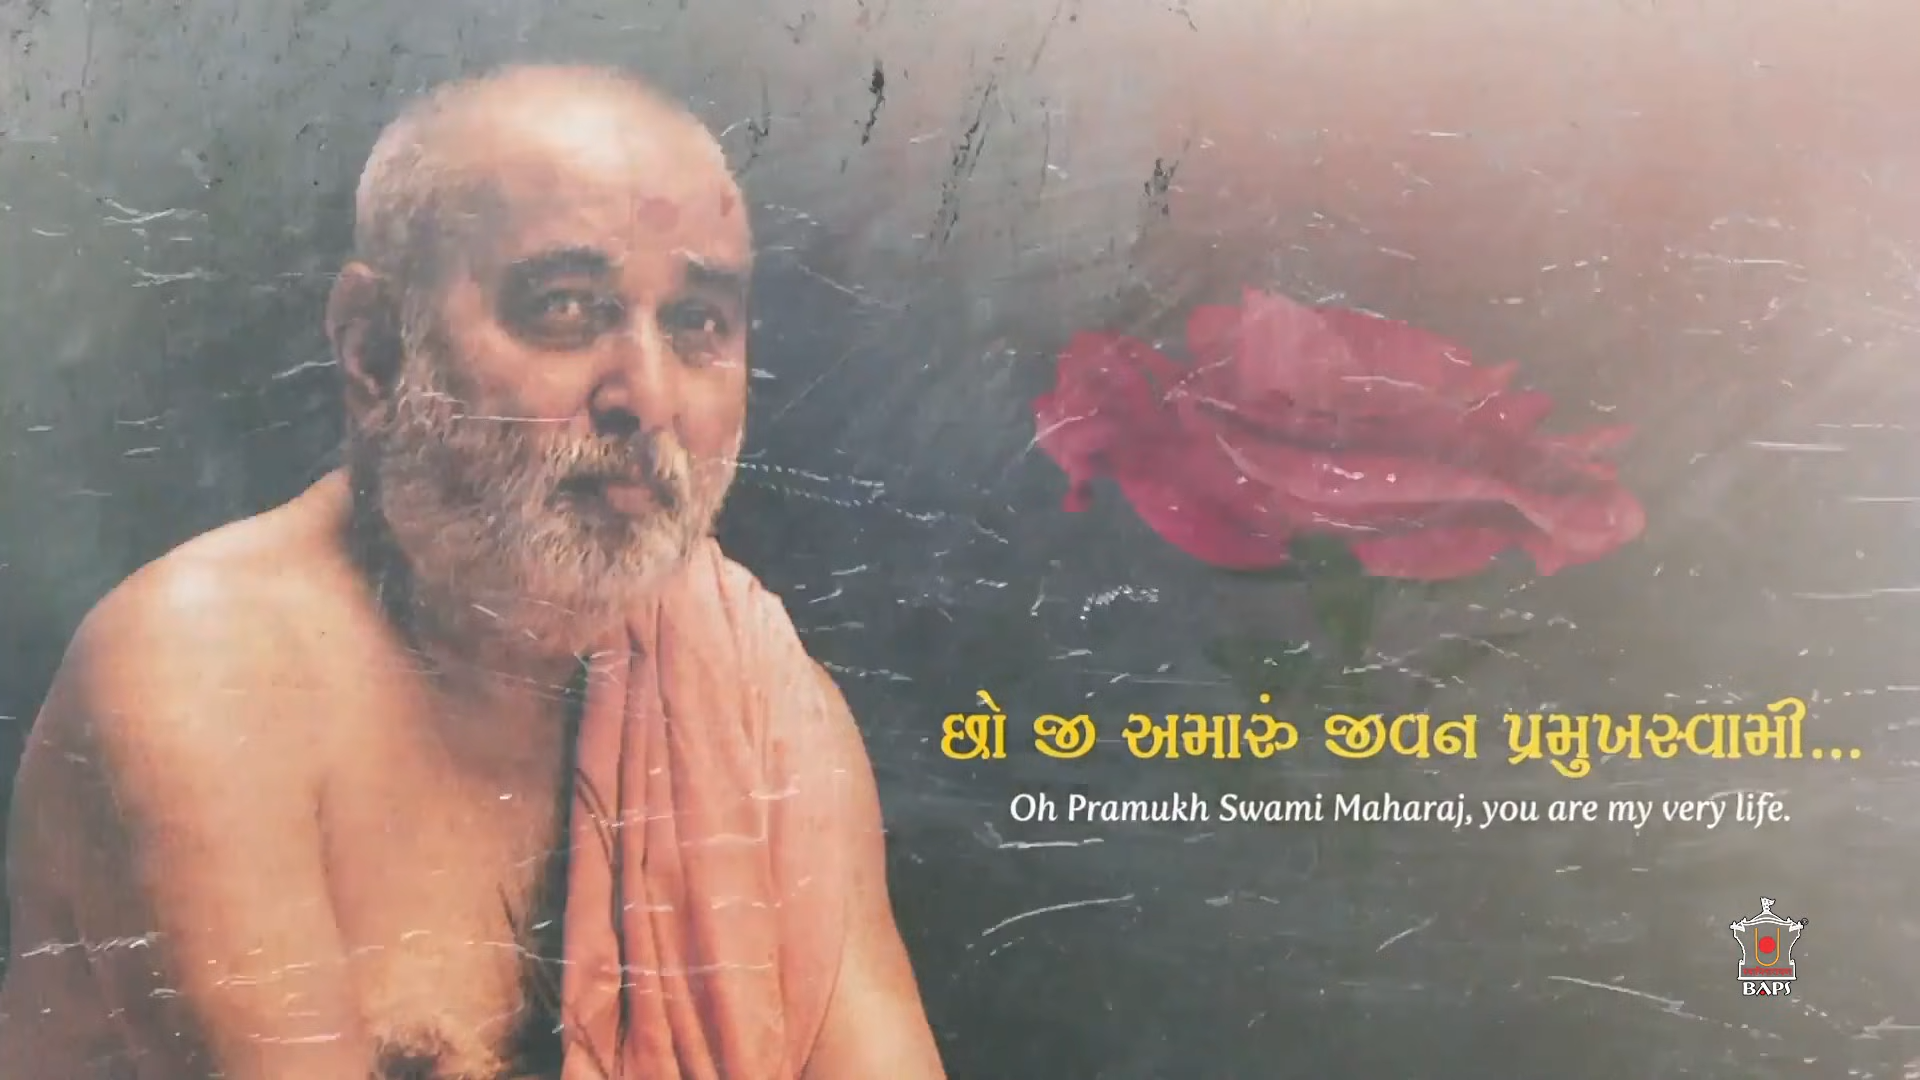 છો જી અમારું જીવન પ્રમુખસ્વામી...
Oh Pramukh Swami Maharaj, you are my very life.
BAPS